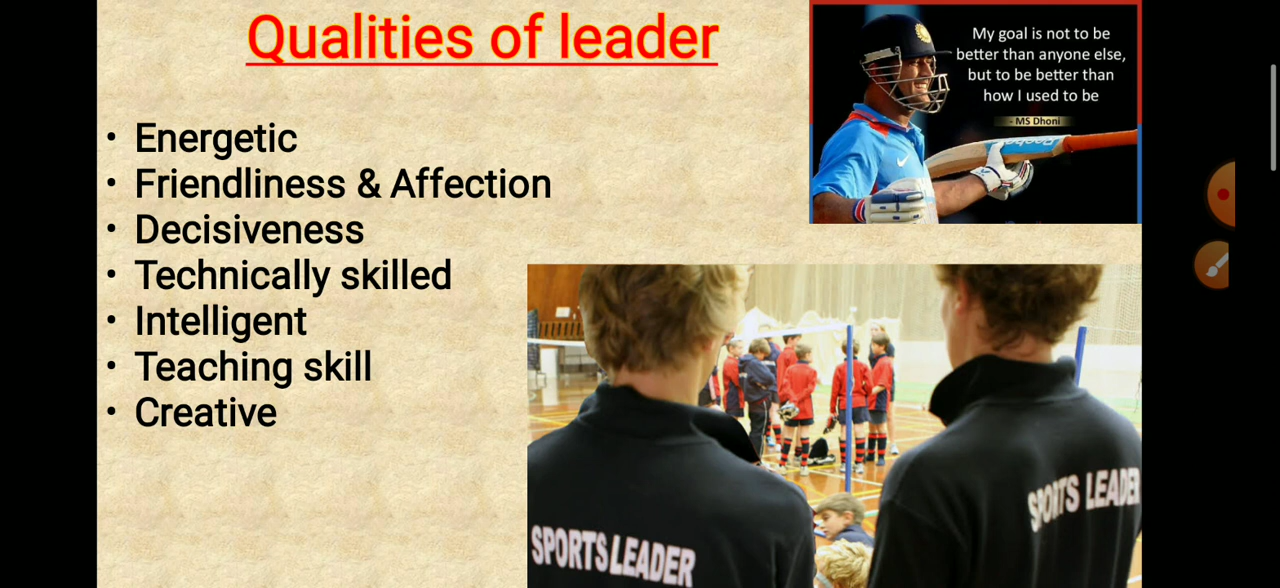 Qualities of leader
• Energetic
• Friendliness & Affection
• Decisiveness
• Technically skilled
• Intelligent
• Teaching skill
• Creative
My goal is not to be
better than anyone else,
but to be better than
how I used to be
- MS Dhoni
SPORTS LEADER
SPORTS LEADER